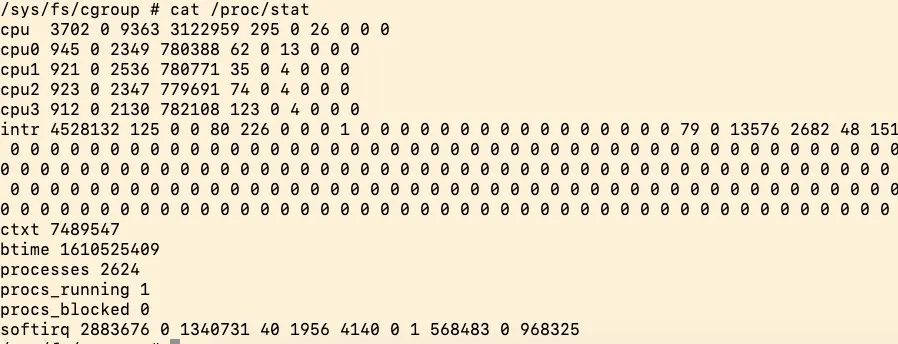 /sys/fs/cgroup # cat /proc/stat
cpu  3702 0 9363 3122959 295 0 26 0 0 0
cpu0 945 0 2349 780388 62 0 13 0 0 0
cpu1 921 0 2536 780771 35 0 4 0 0 0
cpu2 923 0 2347 779691 74 0 4 0 0 0
cpu3 912 0 2130 782108 123 0 4 0 0 0
intr 4528132 125 0 0 80 226 0 0 0 1 0 0 0 0 0 0 0 0 0 0 0 0 0 0 0 0 79 0 13576 2682 48 151
0 0 0 0 0 0 0 0 0 0 0 0 0 0 0 0 0 0 0 0 0 0 0 0 0 0 0 0 0 0 0 0 0 0 0 0 0 0 0 0 0 0 0 0 0
0 0 0 0 0 0 0 0 0 0 0 0 0 0 0 0 0 0 0 0 0 0 0 0 0 0 0 0 0 0 0 0 0 0 0 0 0 0 0 0 0 0 0 0 0
0 0 0 0 0 0 0 0 0 0 0 0 0 0 0 0 0 0 0 0 0 0 0 0 0 0 0 0 0 0 0 0 0 0 0 0 0 0 0 0 0 0 0 0 0
0 0 0 0 0 0 0 0 0 0 0 0 0 0 0 0 0 0 0 0 0 0 0 0 0 0 0 0 0 0 0 0 0 0 0 0 0 0 0 0 0 0 0 0 0
ctxt 7489547
btime 1610525409
processes 2624
procs_running 1
procs_blocked 0
softirq 2883676 0 1340731 40 1956 4140 0 1 568483 0 968325